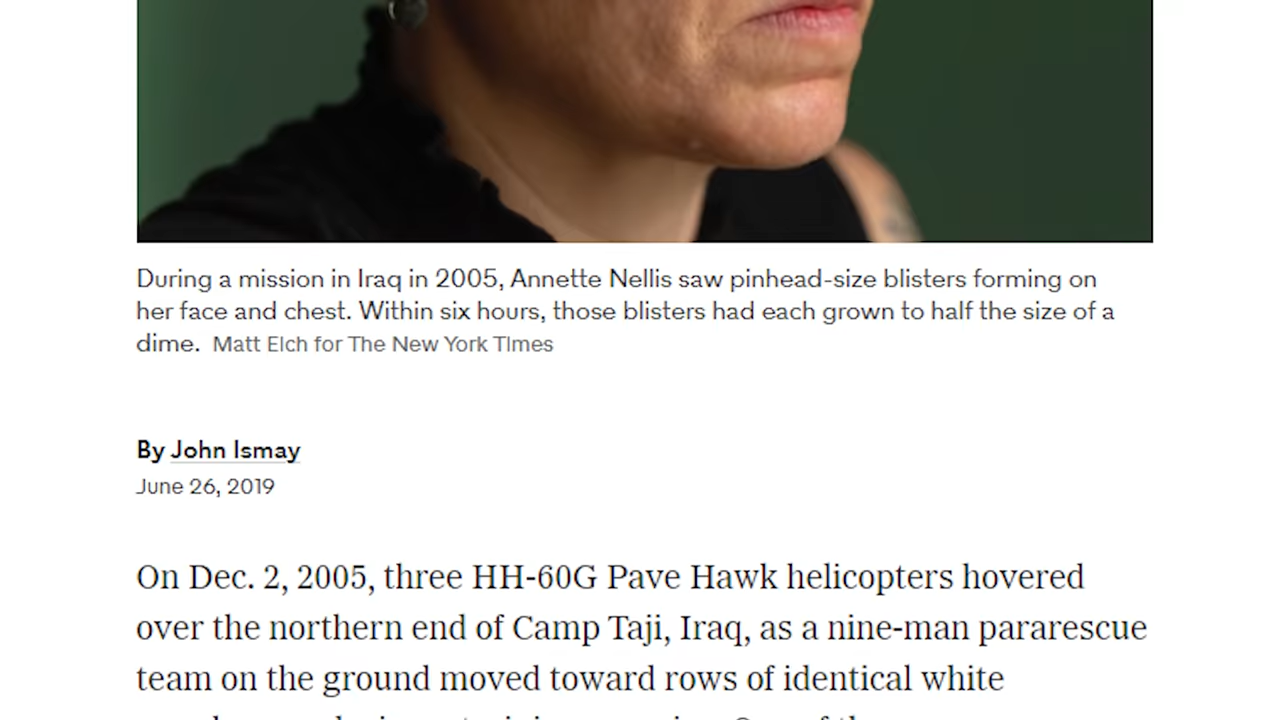 During a mission in Iraq in 2005, Annette Nellis saw pinhead-size blisters forming on
her face and chest. Within six hours, those blisters had each grown to half the size of a
dime. Matt Eich for The New York Times
By John Ismay
June 26, 2019
On Dec. 2, 2005, three HH-60G Pave Hawk helicopters hovered
over the northern end of Camp Taji, Iraq, as a nine-man pararescue
team on the ground moved toward rows of identical white